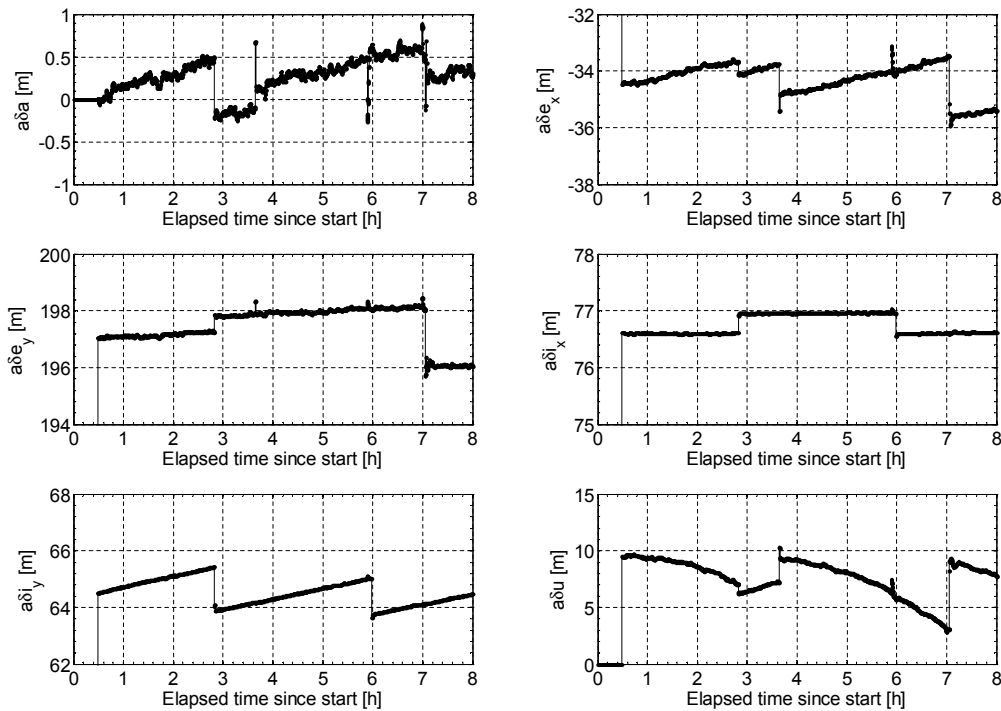 1
0.5
0
-0.5
-1
aδa [m]
0 1 2 3 4 5 6 7 8
Elapsed time since start [h]
-32
-34
-36
-38
aδe_x [m]
0 1 2 3 4 5 6 7 8
Elapsed time since start [h]
200
198
196
194
aδe_y [m]
0 1 2 3 4 5 6 7 8
Elapsed time since start [h]
78
77
76
75
aδi_x [m]
0 1 2 3 4 5 6 7 8
Elapsed time since start [h]
68
66
64
62
aδi_y [m]
0 1 2 3 4 5 6 7 8
Elapsed time since start [h]
15
10
5
0
aδu [m]
0 1 2 3 4 5 6 7 8
Elapsed time since start [h]